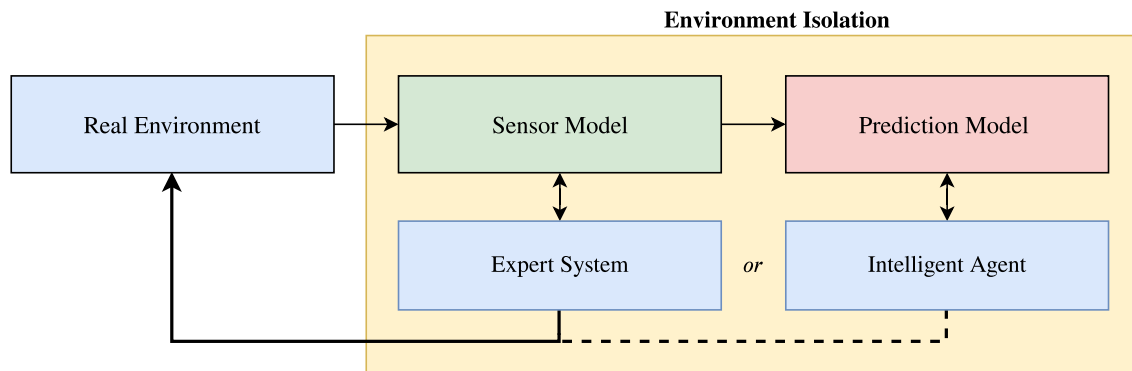 Environment Isolation
Real Environment
Sensor Model
Prediction Model
Expert System
or
Intelligent Agent